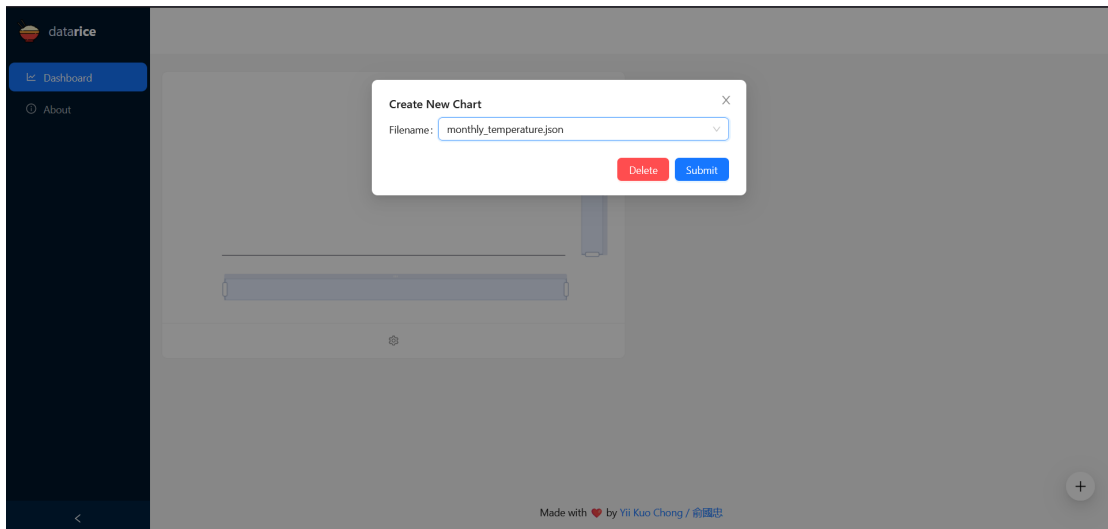 datarice
Dashboard
About
Create New Chart
Filename: monthly_temperature.json
Delete Submit
Made with ❤ by Yii Kuo Chong / 俞國忠